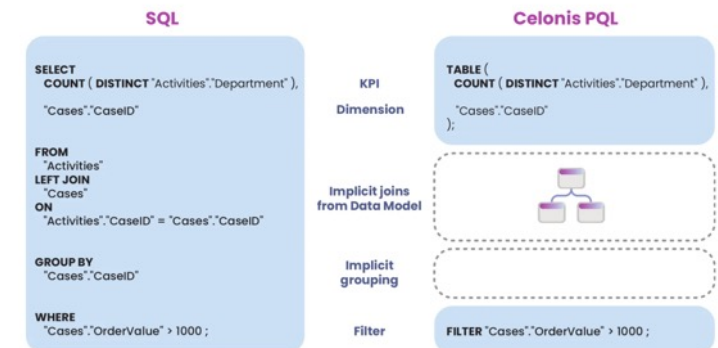 SQL
Celonis PQL
SELECT
COUNT ( DISTINCT "Activities"."Department" ),
"Cases"."CaseID"
FROM
"Activities"
LEFT JOIN
"Cases"
ON
"Activities"."CaseID" = "Cases"."CaseID"
GROUP BY
"Cases"."CaseID"
WHERE
"Cases"."OrderValue" > 1000 ;
KPI
Dimension
Implicit joins
from Data Model
Implicit
grouping
Filter
TABLE (
COUNT ( DISTINCT "Activities"."Department" ),
"Cases"."CaseID"
);
FILTER "Cases"."OrderValue" > 1000 ;